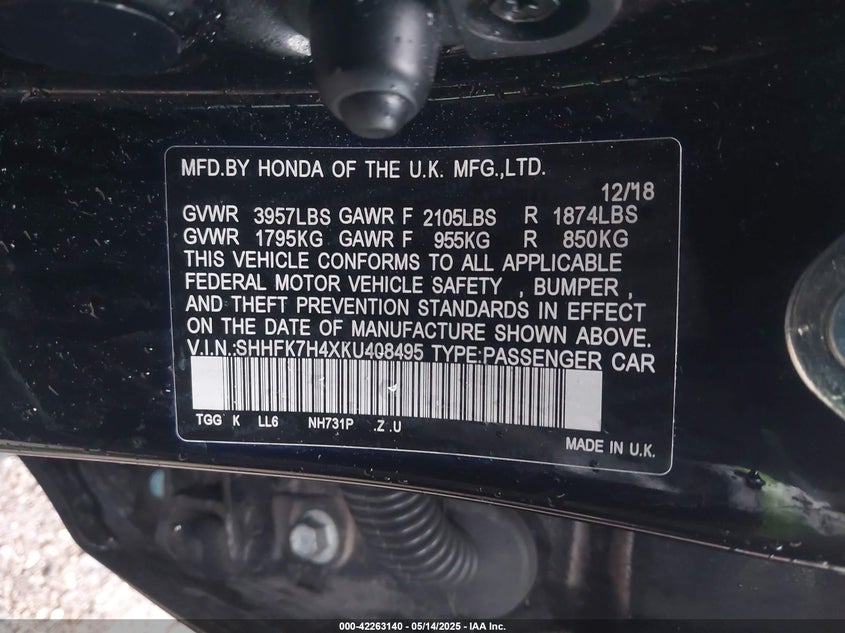 MFD.BY HONDA OF THE U.K. MFG.,LTD.
12/18
GVWR 3957LBS GAWR F 2105LBS R 1874LBS
GVWR 1795KG GAWR F 955KG R 850KG
THIS VEHICLE CONFORMS TO ALL APPLICABLE
FEDERAL MOTOR VEHICLE SAFETY , BUMPER ,
AND THEFT PREVENTION STANDARDS IN EFFECT
ON THE DATE OF MANUFACTURE SHOWN ABOVE.
V.I.N.:SHHFK7H4XKU408495 TYPE:PASSENGER CAR
TGG K LL6 NH731P .Z .U
MADE IN U.K.
000-42263140 - 05/14/2025 - IAA Inc.